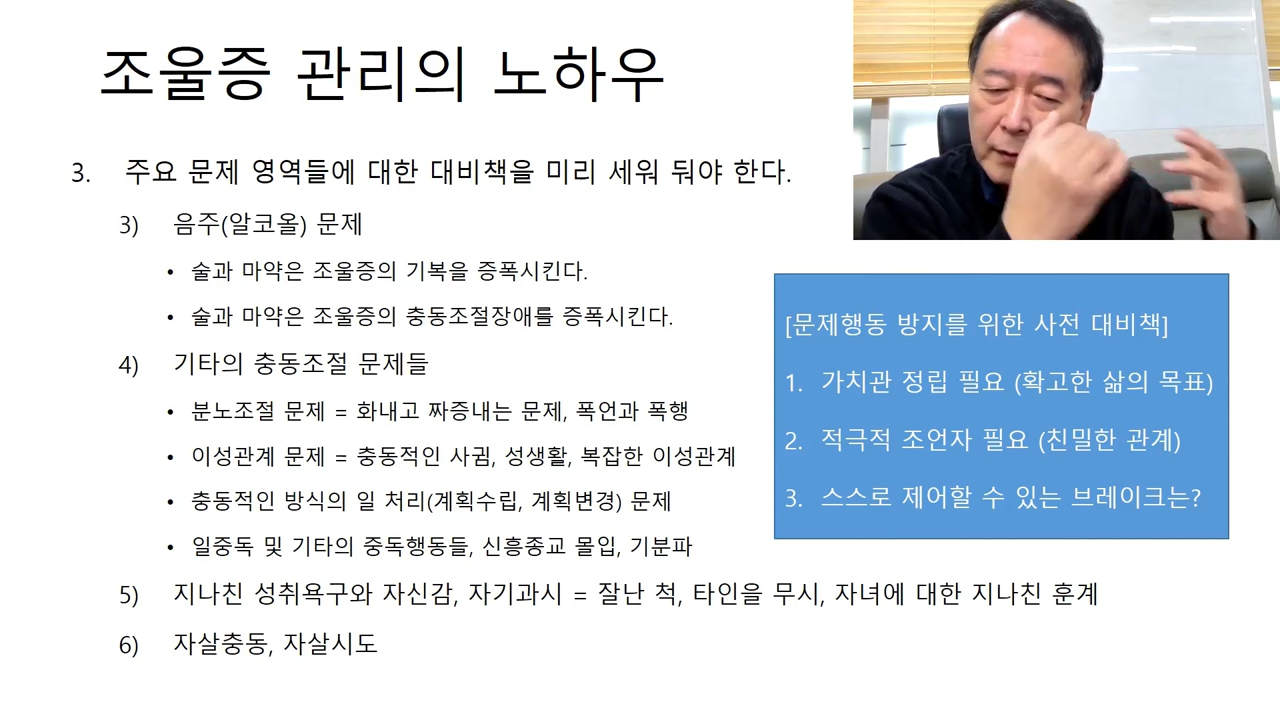 조울증 관리의 노하우
3. 주요 문제 영역들에 대한 대비책을 미리 세워 둬야 한다.
3) 음주(알코올) 문제
• 술과 마약은 조울증의 기복을 증폭시킨다.
• 술과 마약은 조울증의 충동조절장애를 증폭시킨다.
4) 기타의 충동조절 문제들
• 분노조절 문제 = 화내고 짜증내는 문제, 폭언과 폭행
• 이성관계 문제 = 충동적인 사귐, 성생활, 복잡한 이성관계
• 충동적인 방식의 일 처리(계획수립, 계획변경) 문제
• 일중독 및 기타의 중독행동들, 신흥종교 몰입, 기분파
5) 지나친 성취욕구와 자신감, 자기과시 = 잘난 척, 타인을 무시, 자녀에 대한 지나친 훈계
6) 자살충동, 자살시도
[문제행동 방지를 위한 사전 대비책]
1. 가치관 정립 필요 (확고한 삶의 목표)
2. 적극적 조언자 필요 (친밀한 관계)
3. 스스로 제어할 수 있는 브레이크는?